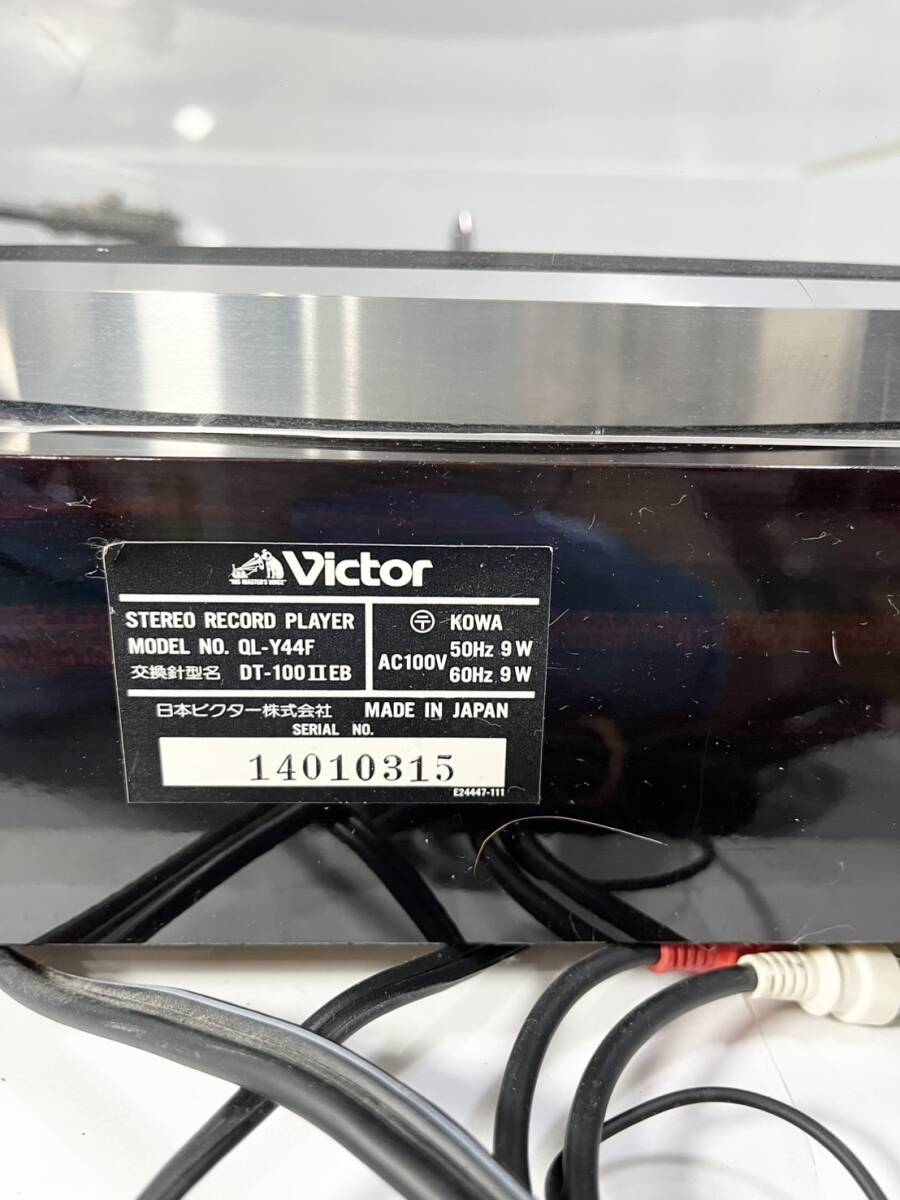 "HIS MASTER'S VOICE"
Victor
STEREO RECORD PLAYER
MODEL NO. QL-Y44F
交換針型名 DT-100ⅡEB
〒 KOWA
AC100V 50Hz 9W
60Hz 9W
日本ビクター株式会社 MADE IN JAPAN
SERIAL NO.
14010315
E24447-111